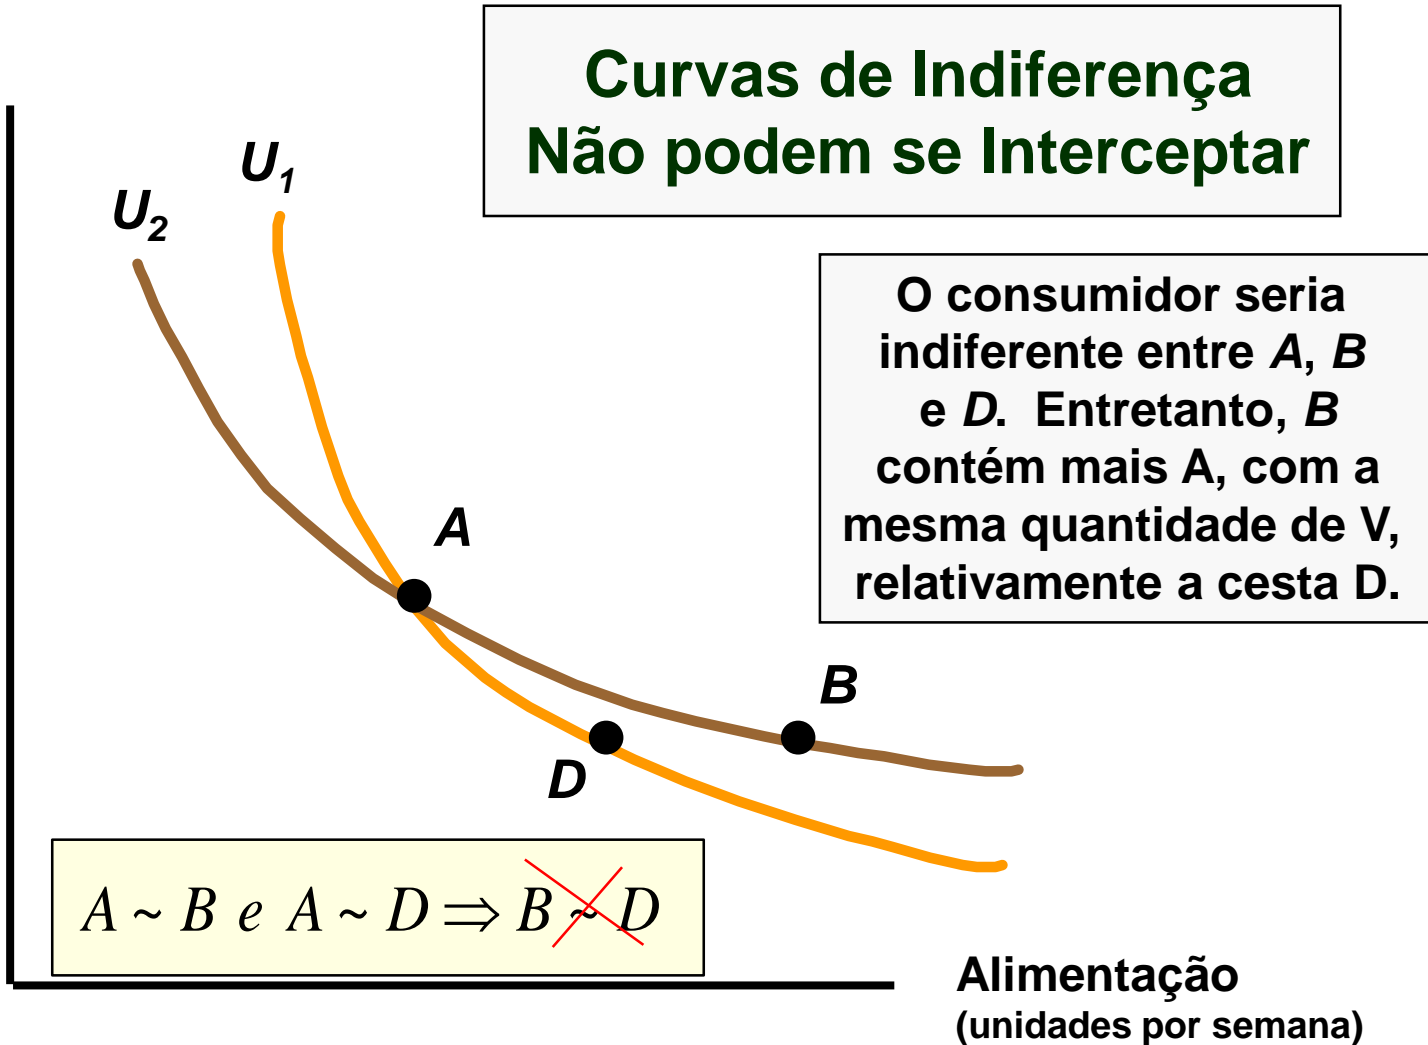 Curvas de Indiferença
Não podem se Interceptar
U1
U2
O consumidor seria
indiferente entre A, B
e D. Entretanto, B
contém mais A, com a
mesma quantidade de V,
relativamente a cesta D.
A
B
D
A ~ B e A ~ D ⇒ B ~ D
Alimentação
(unidades por semana)